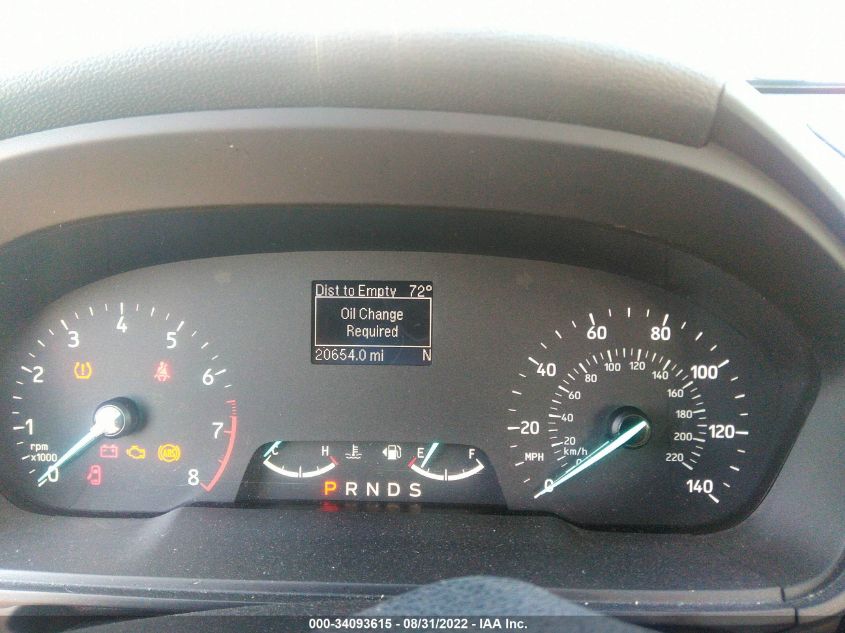 Dist to Empty 72°
Oil Change
Required
20654.0 mi N
0 1 2 3 4 5 6 7 8
rpm
x1000
ABS
C H
E F
P R N D S
0 20 40 60 80 100 120 140
MPH
km/h
0 20 40 60 80 100 120 140 160 180 200 220
000-34093615 / 08/31/2022 - IAA Inc.